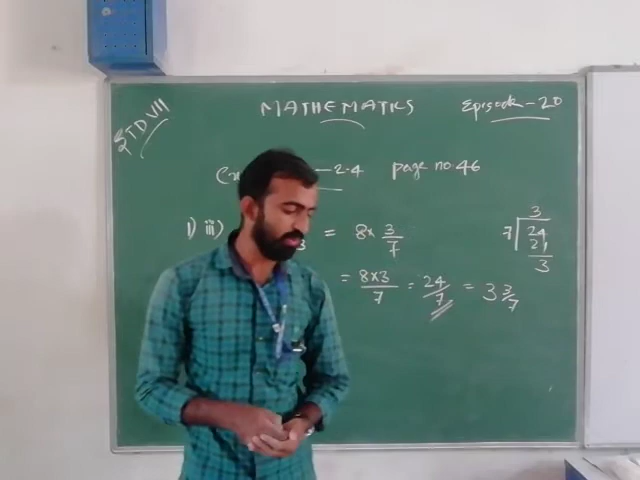 STD VII
MATHEMATICS
Episode - 20
2.4 page no. 46
1) iii) 3 = 8 × 3/7
= 8×3/7 = 24/7 = 3 3/7
3
7 24
21
3